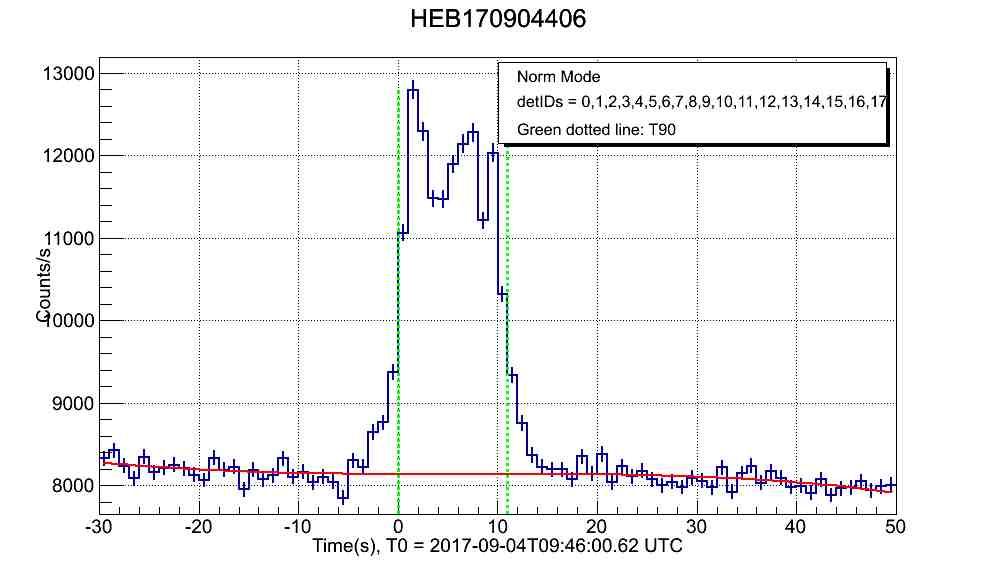 HEB170904406
Norm Mode
detIDs = 0,1,2,3,4,5,6,7,8,9,10,11,12,13,14,15,16,17
Green dotted line: T90
Counts/s
13000
12000
11000
10000
9000
8000
-30 -20 -10 0 10 20 30 40 50
Time(s), T0 = 2017-09-04T09:46:00.62 UTC